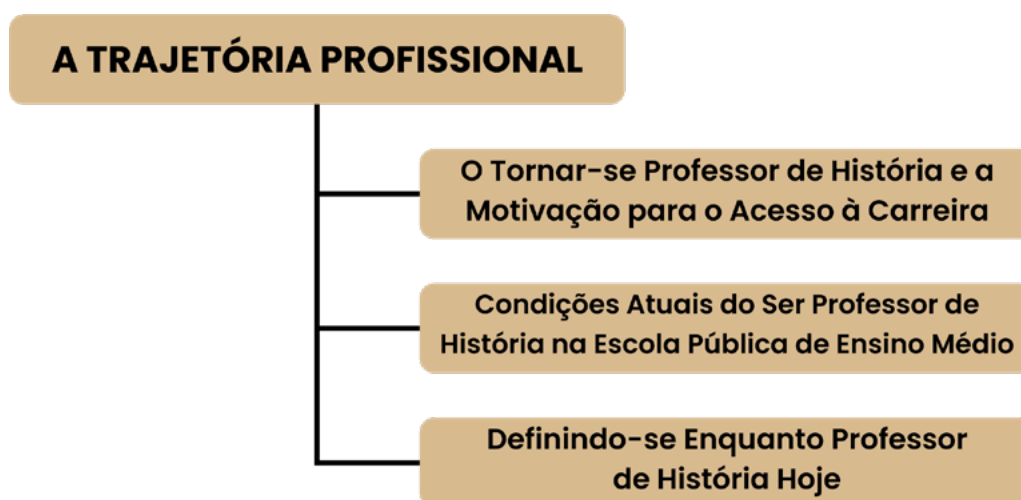 A TRAJETÓRIA PROFISSIONAL
O Tornar-se Professor de História e a
Motivação para o Acesso à Carreira
Condições Atuais do Ser Professor de
História na Escola Pública de Ensino Médio
Definindo-se Enquanto Professor
de História Hoje